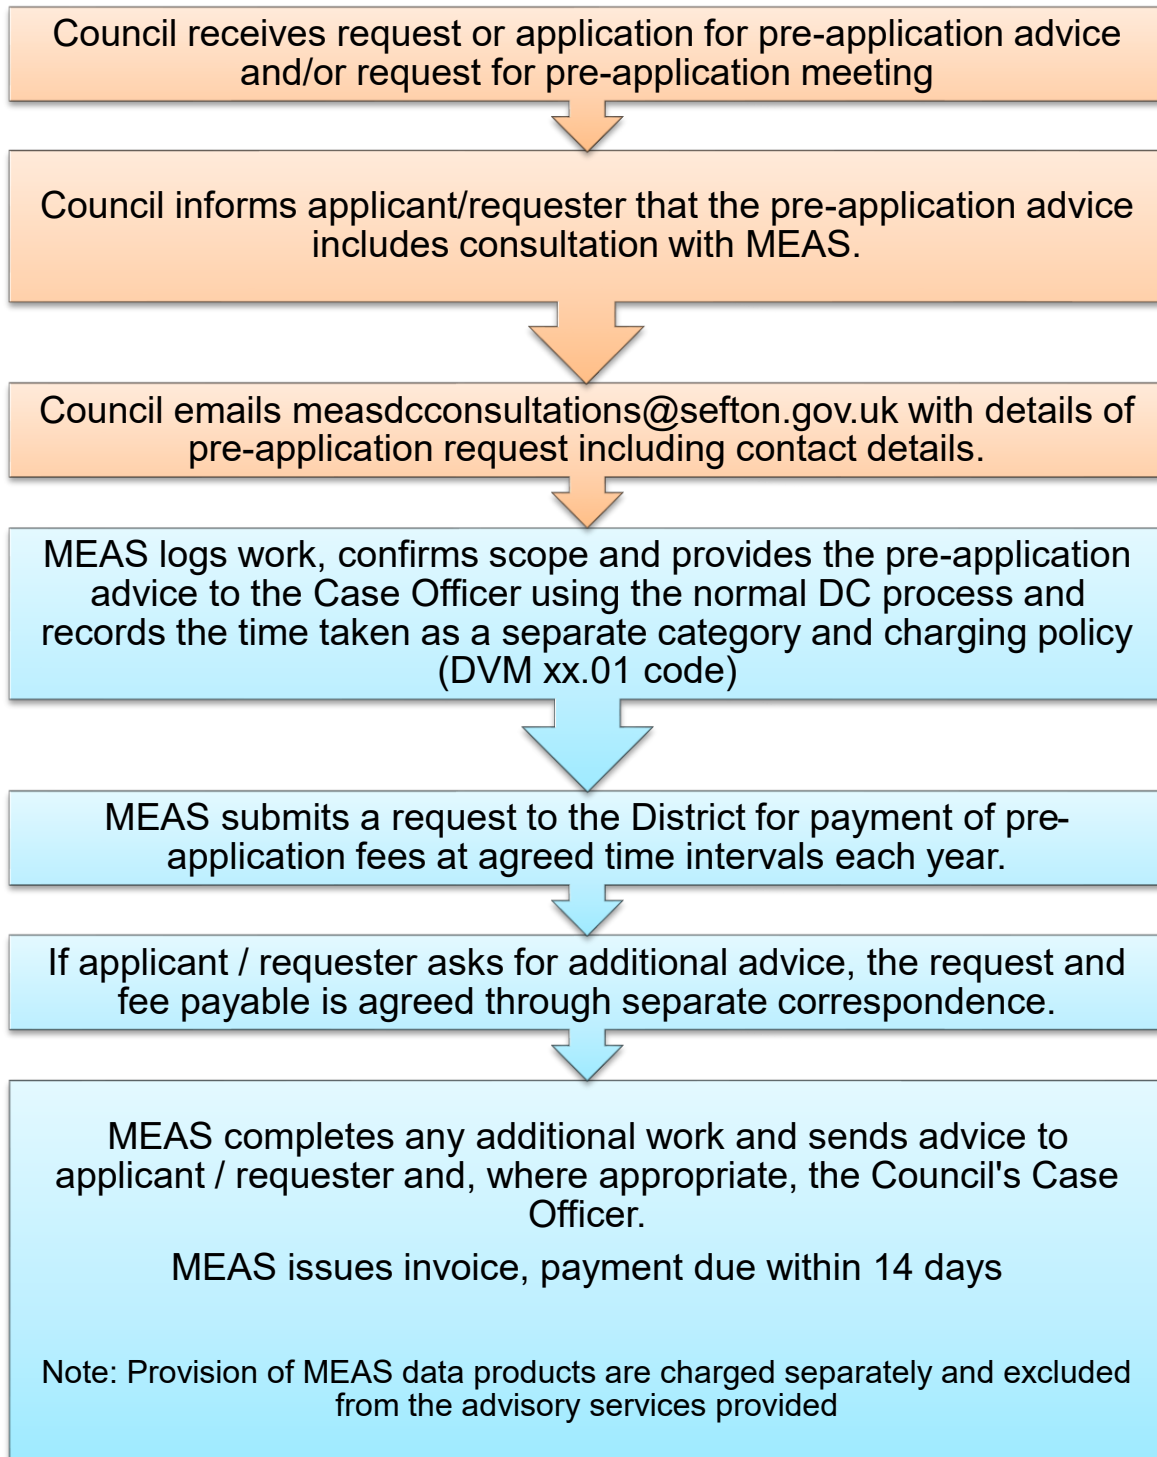 Council receives request or application for pre-application advice
and/or request for pre-application meeting
Council informs applicant/requester that the pre-application advice
includes consultation with MEAS.
Council emails measdcconsultations@sefton.gov.uk with details of
pre-application request including contact details.
MEAS logs work, confirms scope and provides the pre-application
advice to the Case Officer using the normal DC process and
records the time taken as a separate category and charging policy
(DVM xx.01 code)
MEAS submits a request to the District for payment of pre-
application fees at agreed time intervals each year.
If applicant / requester asks for additional advice, the request and
fee payable is agreed through separate correspondence.
MEAS completes any additional work and sends advice to
applicant / requester and, where appropriate, the Council's Case
Officer.
MEAS issues invoice, payment due within 14 days
Note: Provision of MEAS data products are charged separately and excluded
from the advisory services provided